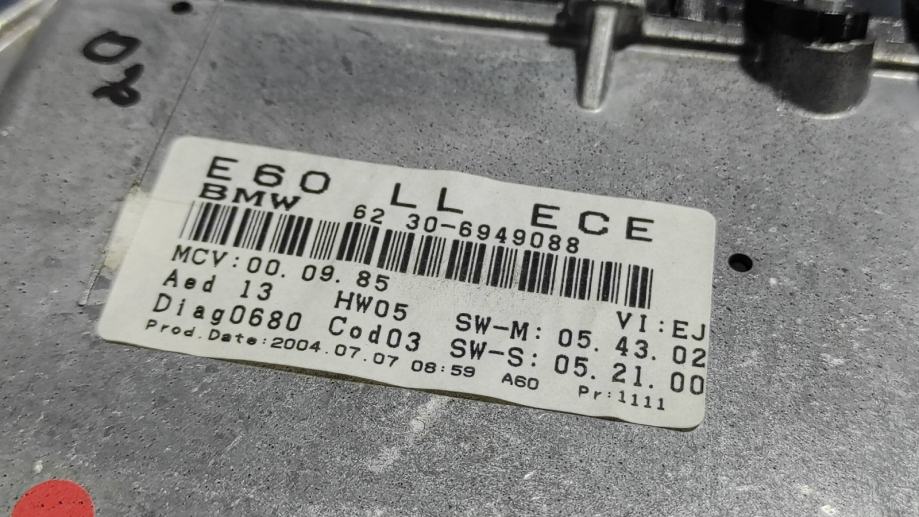 08
E60 LL ECE
BMW 62 30-6949088
MCV:00. 09. 85 VI:EJ
Aed 13 HW05 SW-M: 05. 43. 02
Diag0680 Cod03 SW-S: 05. 21. 00
Prod.Date:2004.07.07 08:59 A60 Pr:1111